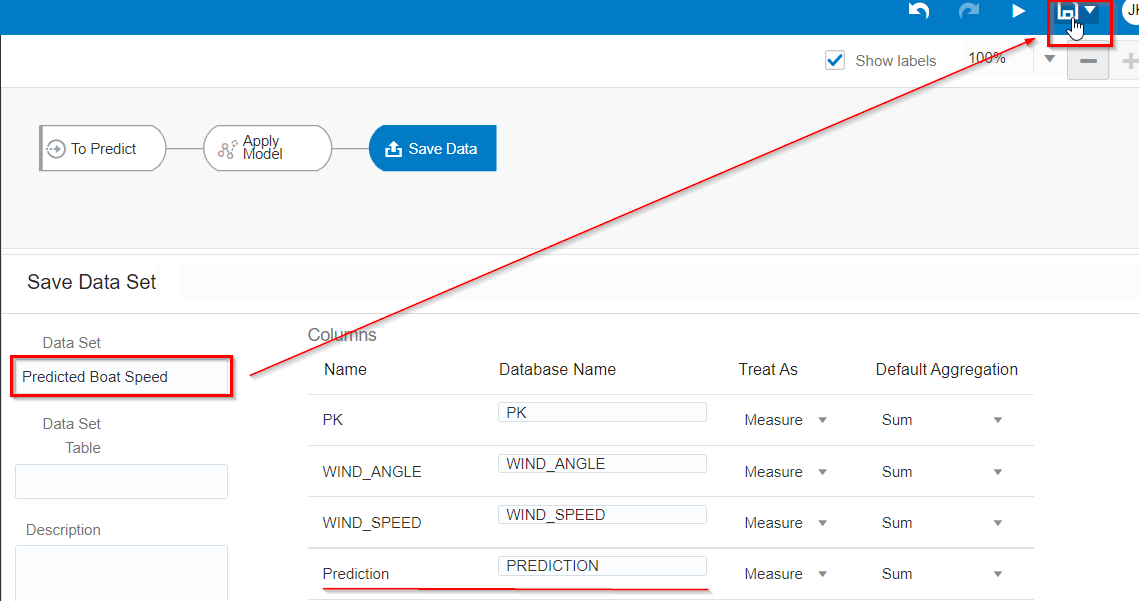 JK
Show labels
100%
To Predict
Apply
Model
Save Data
Save Data Set
Data Set
Predicted Boat Speed
Data Set
Table
Description
Columns
Name Database Name Treat As Default Aggregation
PK PK Measure Sum
WIND_ANGLE WIND_ANGLE Measure Sum
WIND_SPEED WIND_SPEED Measure Sum
Prediction PREDICTION Measure Sum